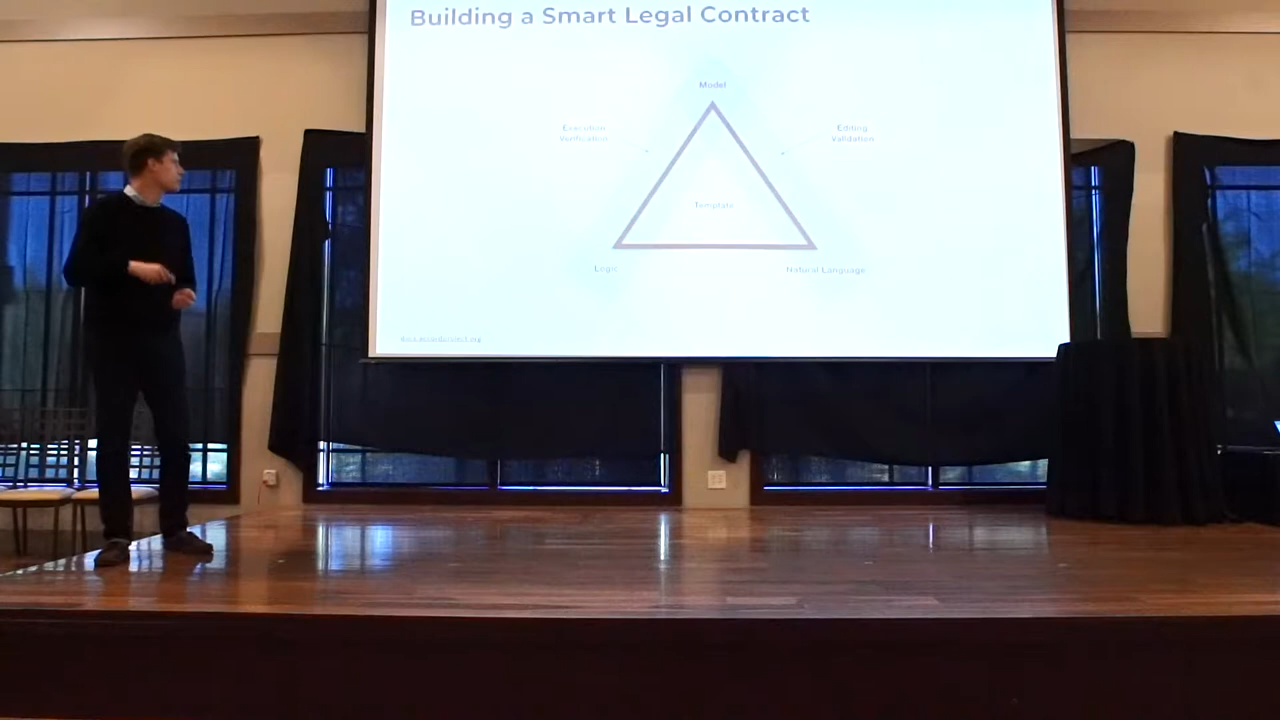 Building a Smart Legal Contract
Model
Execution
Verification
Editing
Validation
Template
Logic
Natural Language